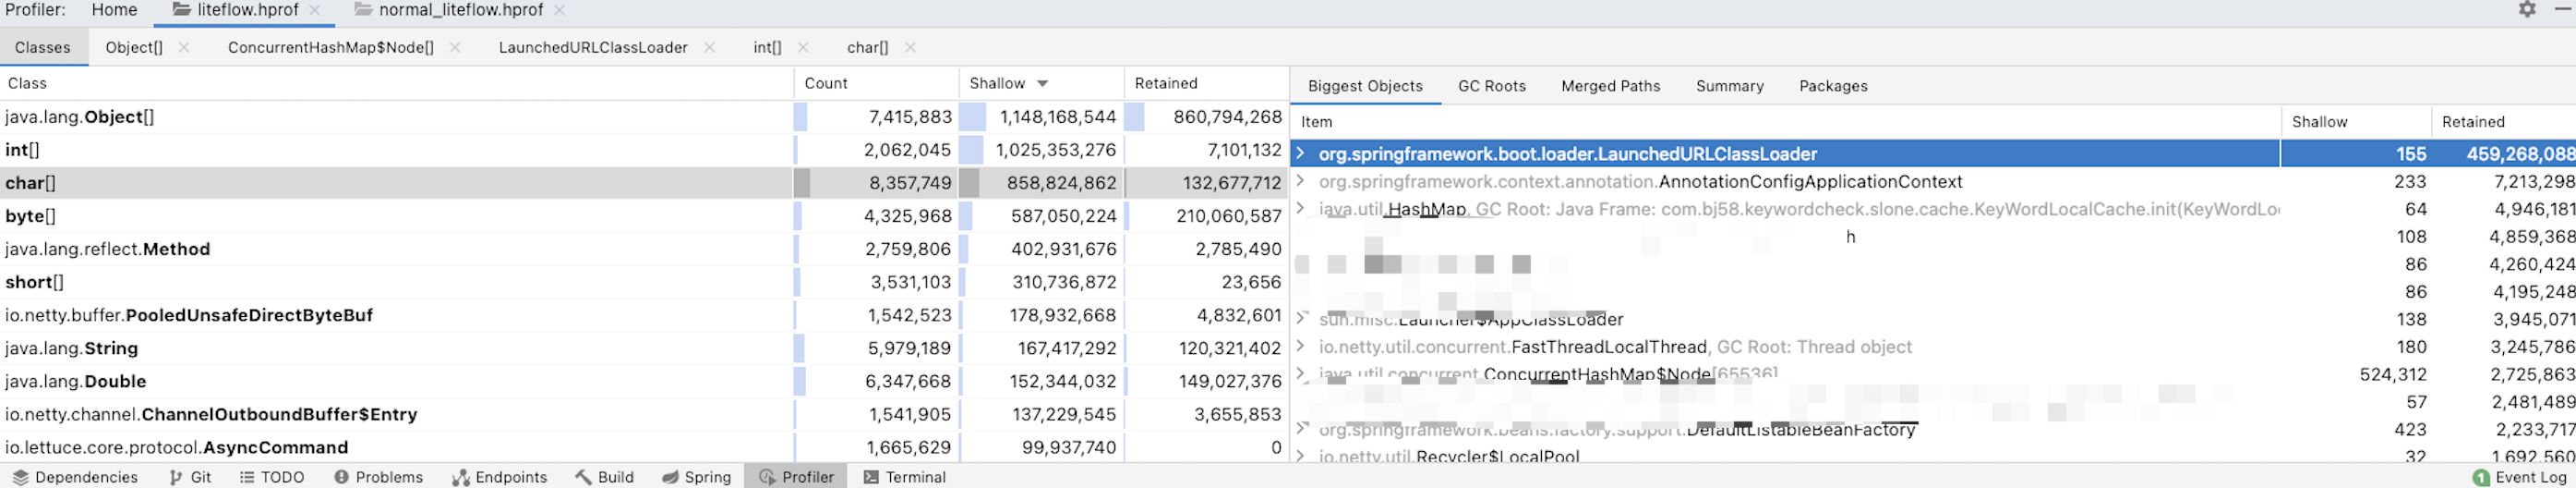 Profiler: Home liteflow.hprof normal_liteflow.hprof
Classes Object[] ConcurrentHashMap$Node[] LaunchedURLClassLoader int[] char[]
Class Count Shallow Retained
java.lang.Object[] 7,415,883 1,148,168,544 860,794,268
int[] 2,062,045 1,025,353,276 7,101,132
char[] 8,357,749 858,824,862 132,677,712
byte[] 4,325,968 587,050,224 210,060,587
java.lang.reflect.Method 2,759,806 402,931,676 2,785,490
short[] 3,531,103 310,736,872 23,656
io.netty.buffer.PooledUnsafeDirectByteBuf 1,542,523 178,932,668 4,832,601
java.lang.String 5,979,189 167,417,292 120,321,402
java.lang.Double 6,347,668 152,344,032 149,027,376
io.netty.channel.ChannelOutboundBuffer$Entry 1,541,905 137,229,545 3,655,853
io.lettuce.core.protocol.AsyncCommand 1,665,629 99,937,740 0
Biggest Objects GC Roots Merged Paths Summary Packages
Item Shallow Retained
org.springframework.boot.loader.LaunchedURLClassLoader 155 459,268,088
org.springframework.context.annotation.AnnotationConfigApplicationContext 233 7,213,298
java.util.HashMap, GC Root: Java Frame: com.bj58.keywordcheck.slone.cache.KeyWordLocalCache.init(KeyWordLo 64 4,946,181
h 108 4,859,368
86 4,260,424
86 4,195,248
sun.misc.Launcher$AppClassLoader 138 3,945,071
io.netty.util.concurrent.FastThreadLocalThread, GC Root: Thread object 180 3,245,786
java.util.concurrent.ConcurrentHashMap$Node[65536] 524,312 2,725,863
57 2,481,489
org.springframework.beans.factory.support.DefaultListableBeanFactory 423 2,233,717
io.netty.util.Recycler$LocalPool 32 1,692,560
Dependencies Git TODO Problems Endpoints Build Spring Profiler Terminal 1 Event Log